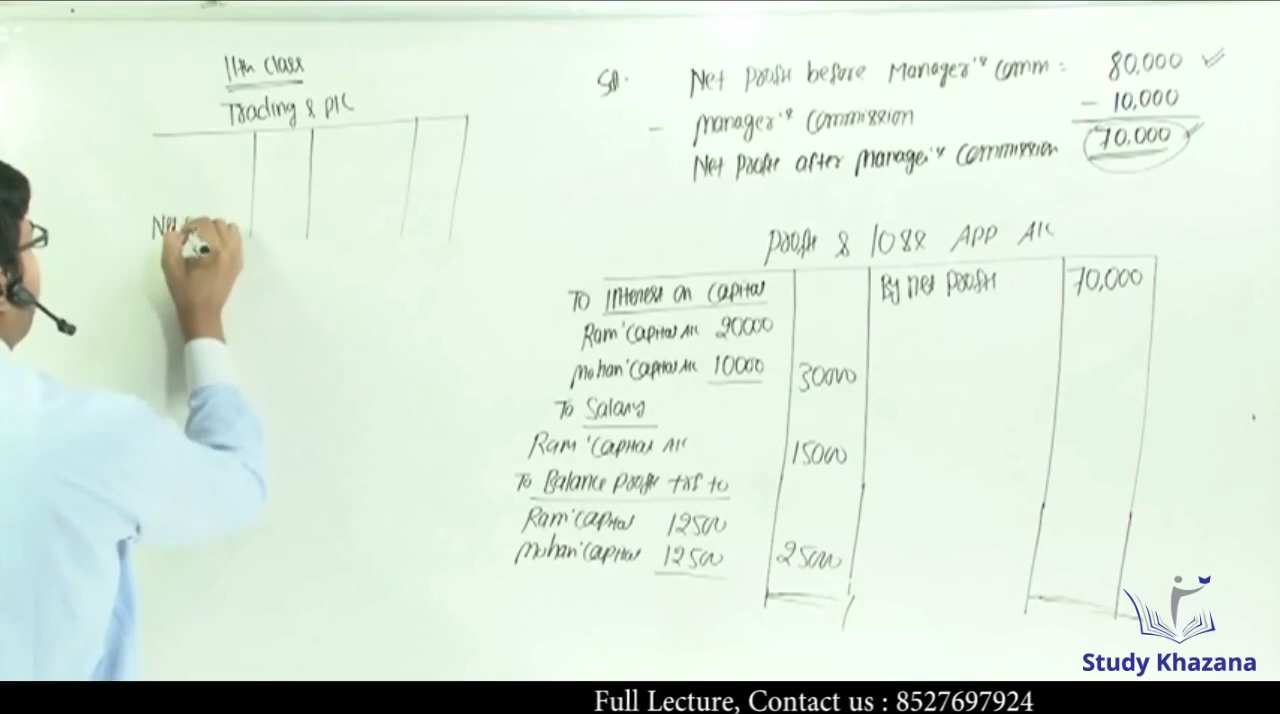 11th Class
Trading & P/L
Ne
Sol. Net Profit before Manager's Comm = 80,000
- Manager's Commission - 10,000
Net Profit after Manager's Commission 70,000
Profit & loss APP A/c
To Interest on Capital By Net Profit 70,000
Ram's Capital A/c 20000
Mohan's Capital A/c 10000 30000
To Salary
Ram's Capital A/c 15000
To Balance Profit trf to
Ram's Capital 12500
Mohan's Capital 12500 25000
Study Khazana
Full Lecture, Contact us : 8527697924